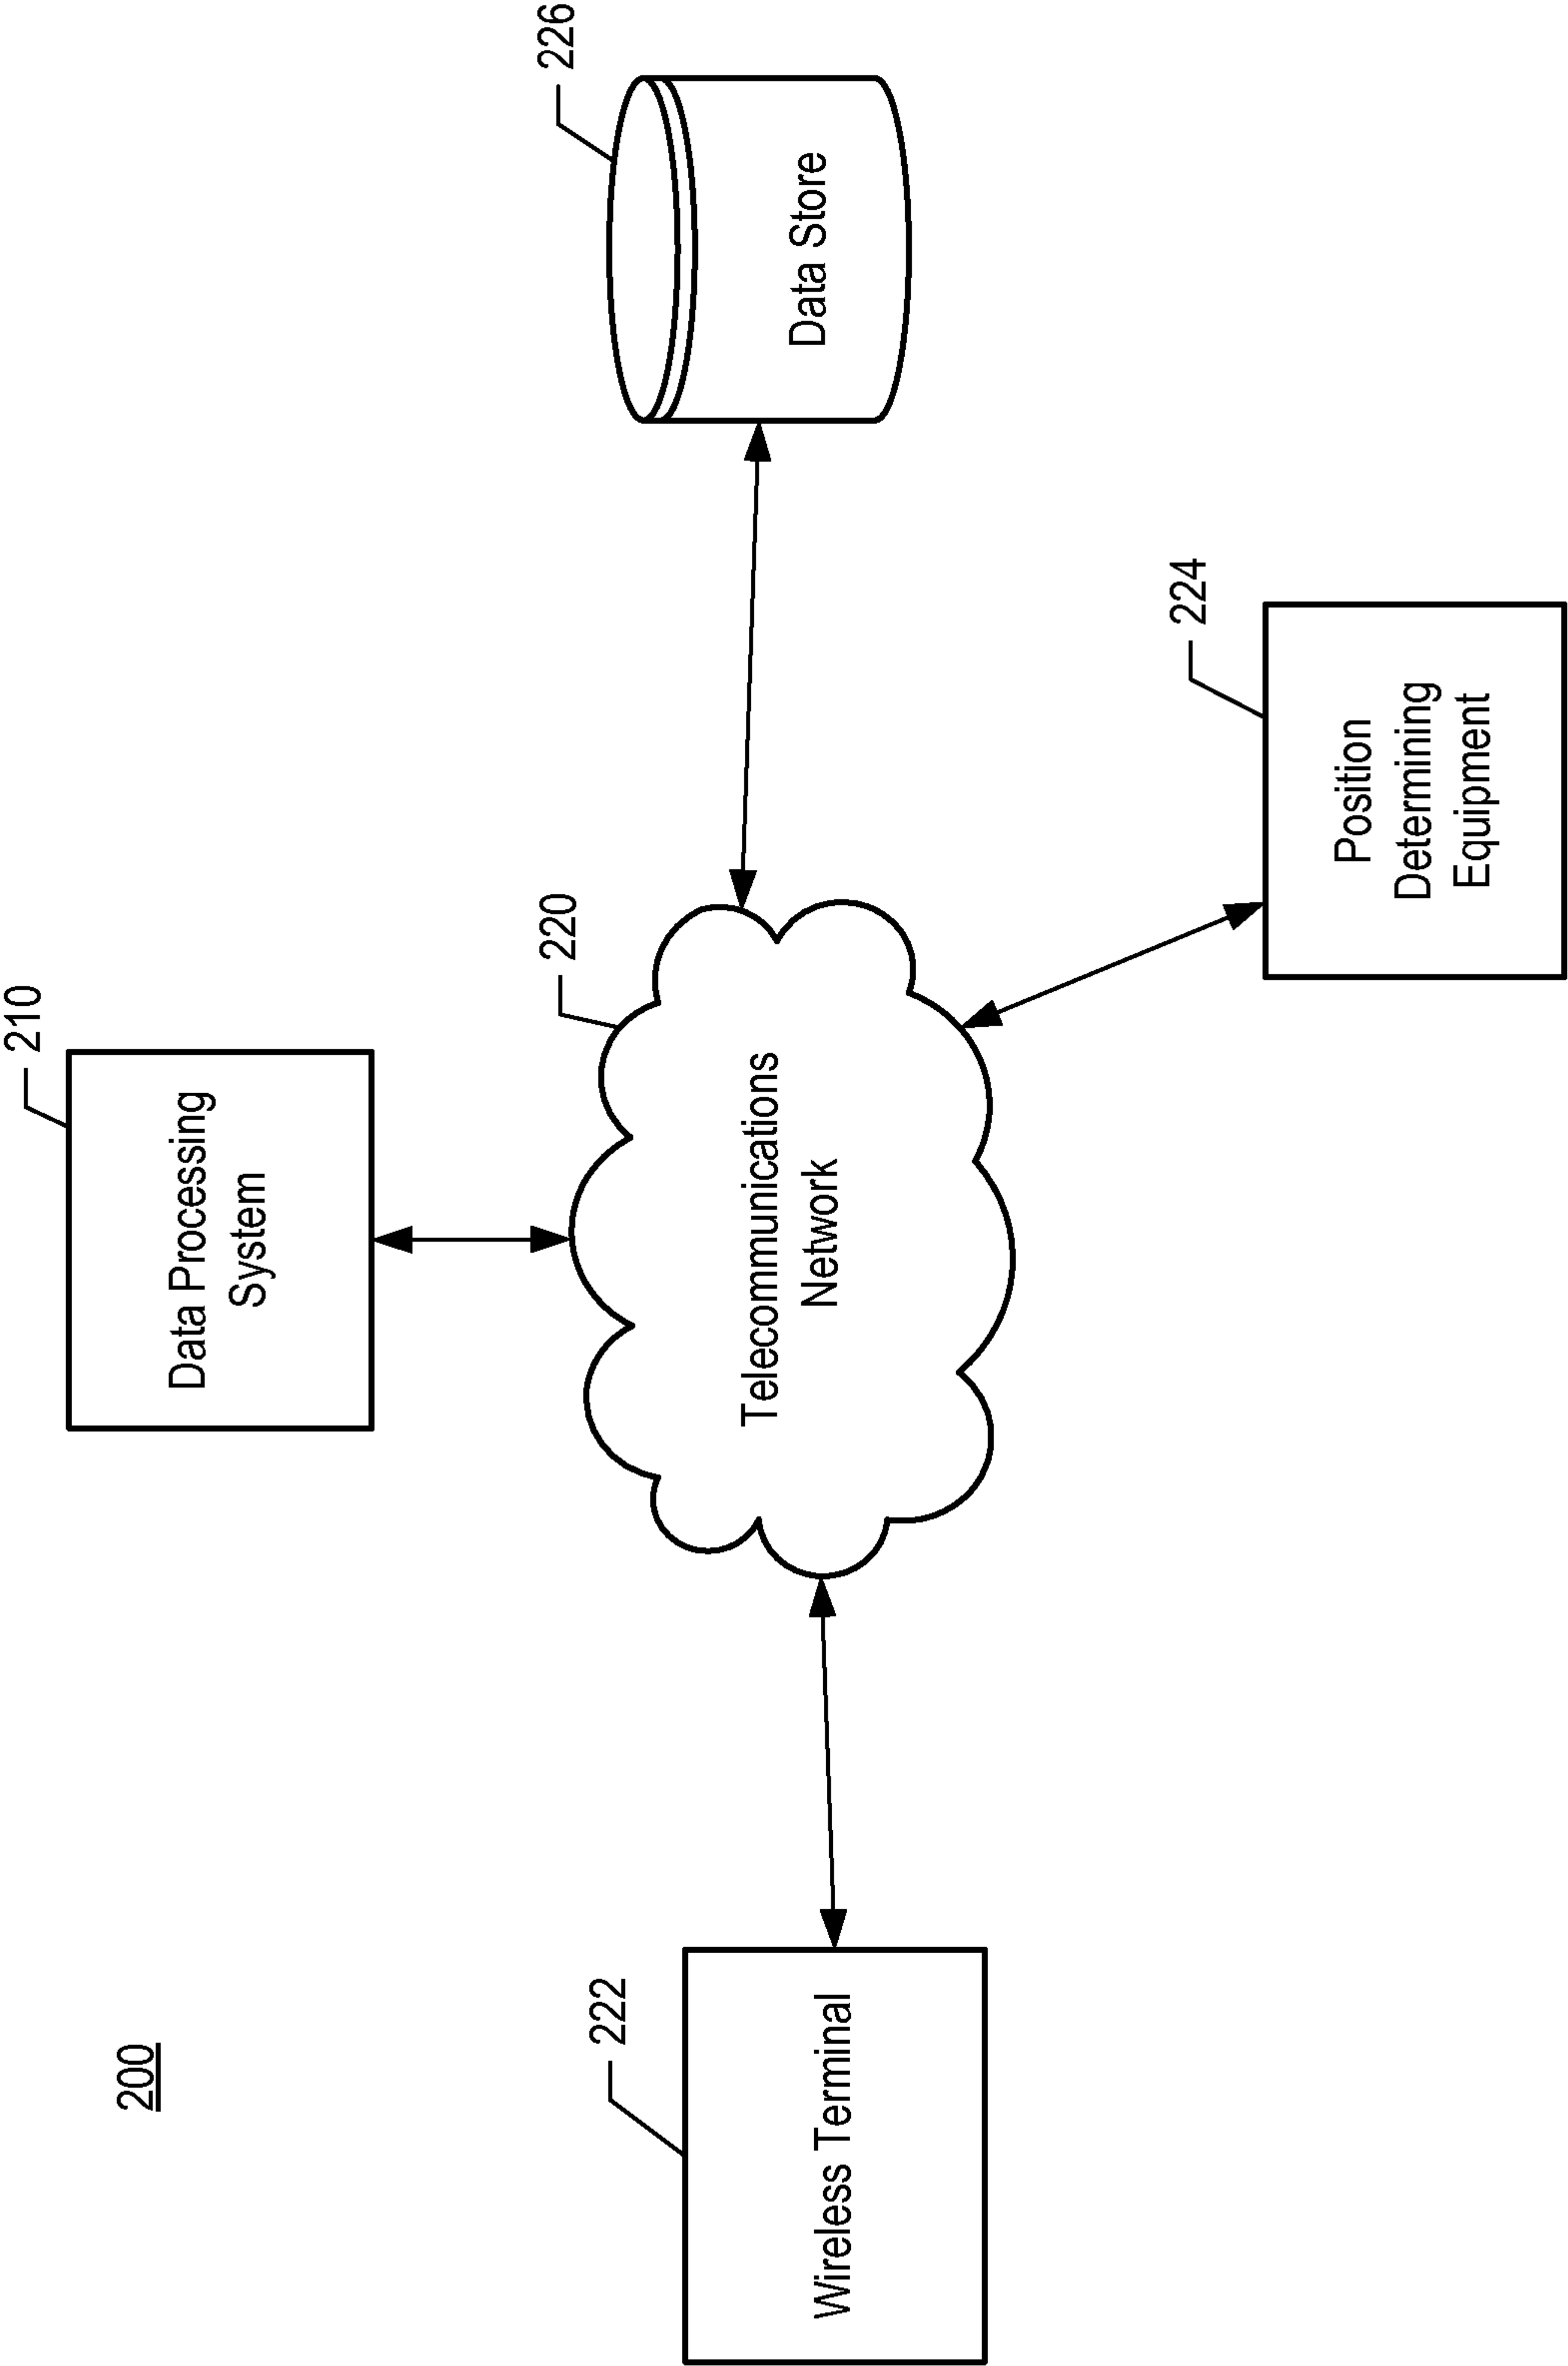 200
210
Data Processing
System
226
220
222
Telecommunications
Network
Data Store
Wireless Terminal
224
Position
Determining
Equipment